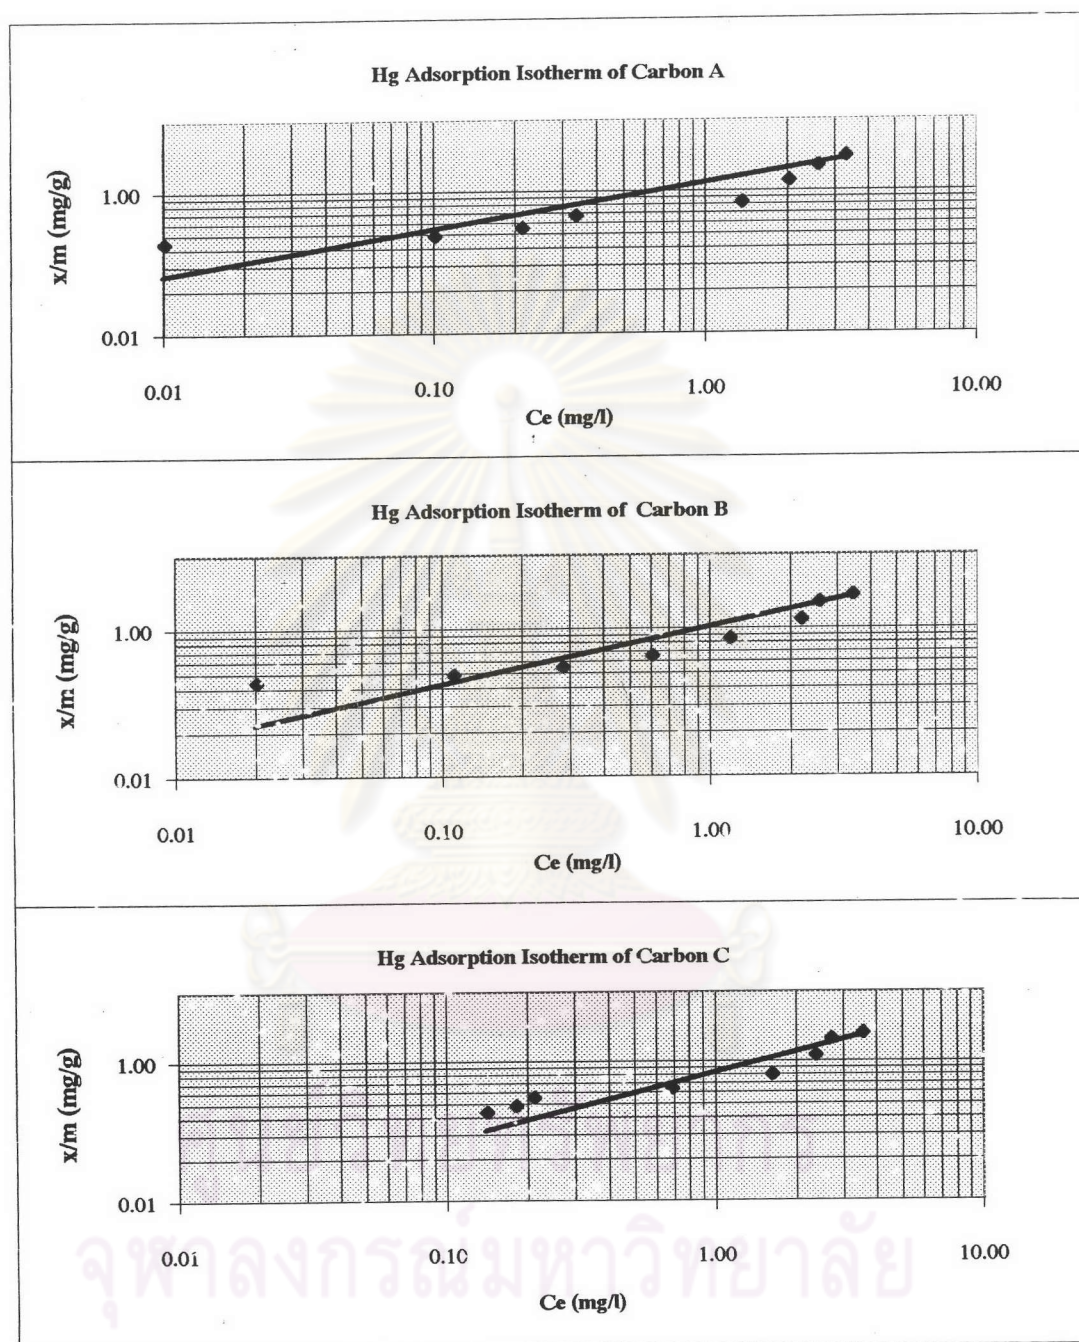 Hg Adsorption Isotherm of Carbon A
x/m (mg/g)
1.00
0.01
0.01 0.10 1.00 10.00
Ce (mg/l)
Hg Adsorption Isotherm of Carbon B
x/m (mg/g)
1.00
0.01
0.01 0.10 1.00 10.00
Ce (mg/l)
Hg Adsorption Isotherm of Carbon C
x/m (mg/g)
1.00
0.01
0.01 0.10 1.00 10.00
จุฬาลงกรณ์มหาวิทยาลัย
Ce (mg/l)